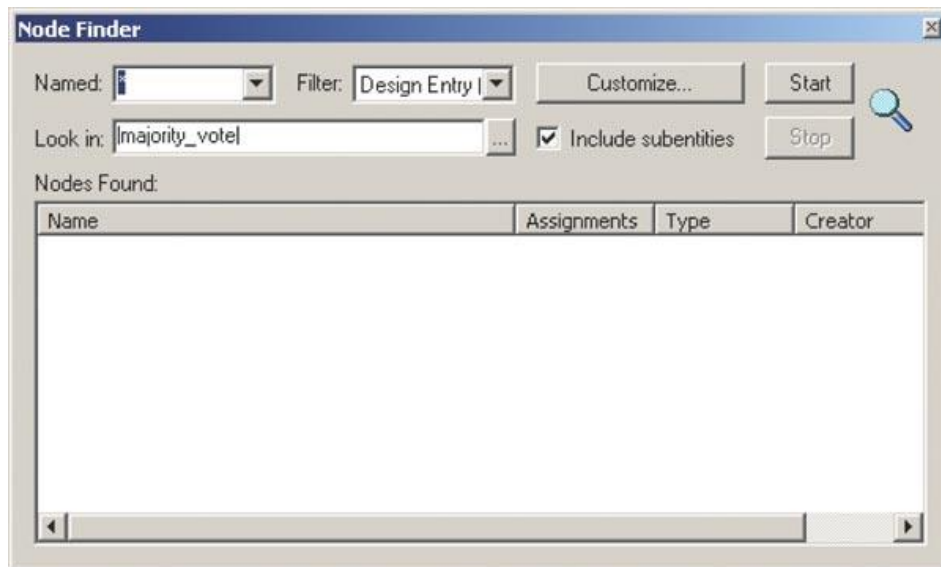 Node Finder
Named: * Filter: Design Entry ( Customize... Start
Look in: |majority_vote| ... Include subentities Stop
Nodes Found:
Name Assignments Type Creator